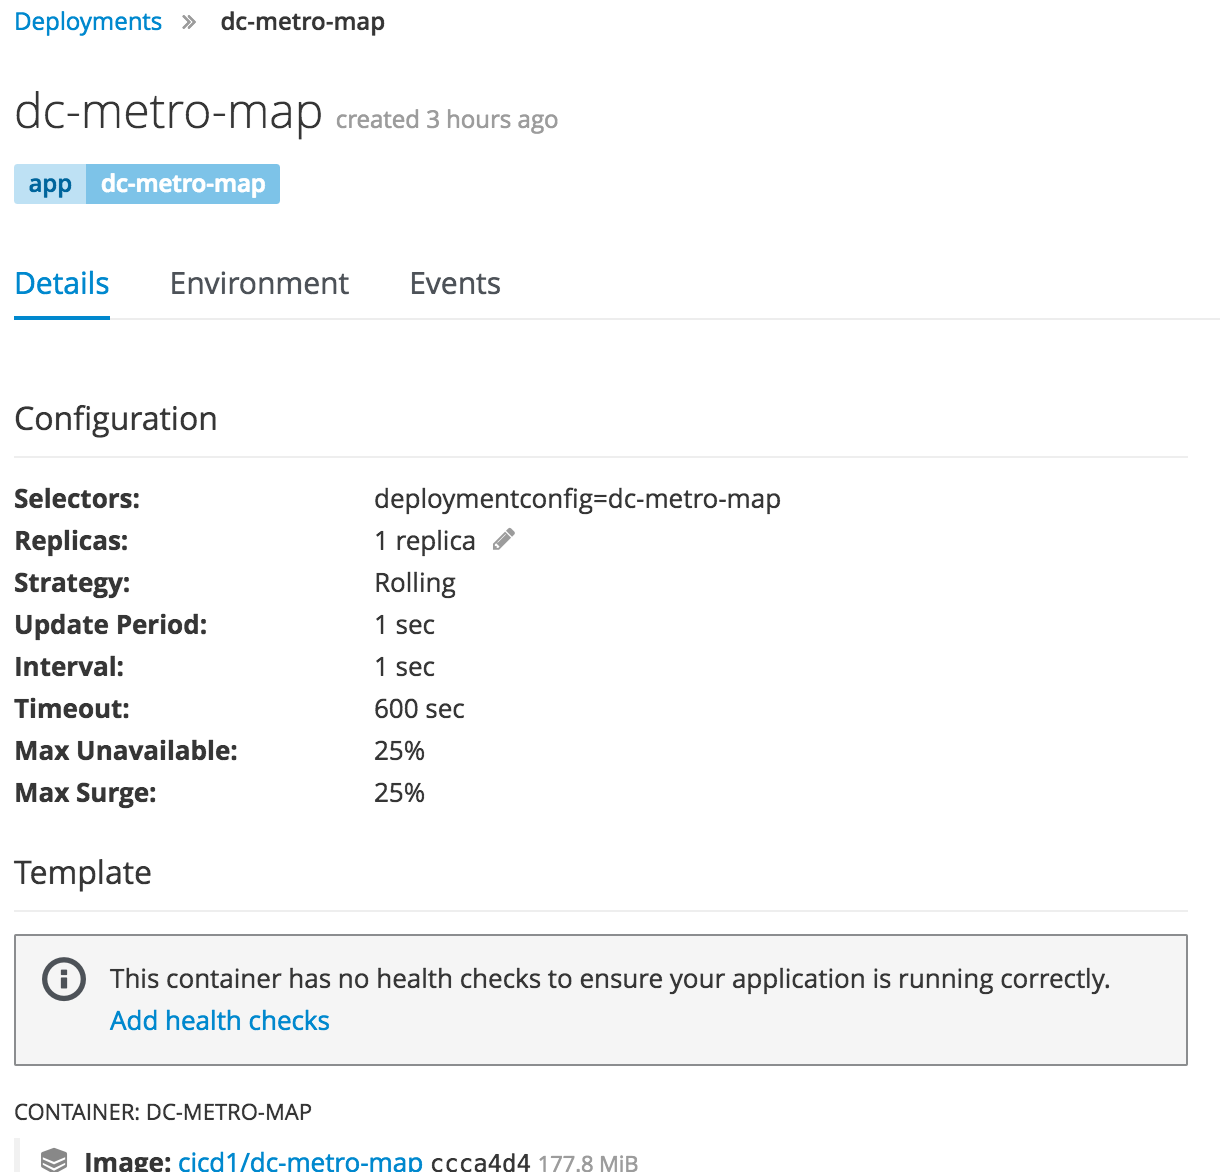 Deployments » dc-metro-map
dc-metro-map created 3 hours ago
app dc-metro-map
Details Environment Events
Configuration
Selectors: deploymentconfig=dc-metro-map
Replicas: 1 replica
Strategy: Rolling
Update Period: 1 sec
Interval: 1 sec
Timeout: 600 sec
Max Unavailable: 25%
Max Surge: 25%
Template
This container has no health checks to ensure your application is running correctly.
Add health checks
CONTAINER: DC-METRO-MAP
Image: cicd1/dc-metro-map ccca4d4 177.8 MiB